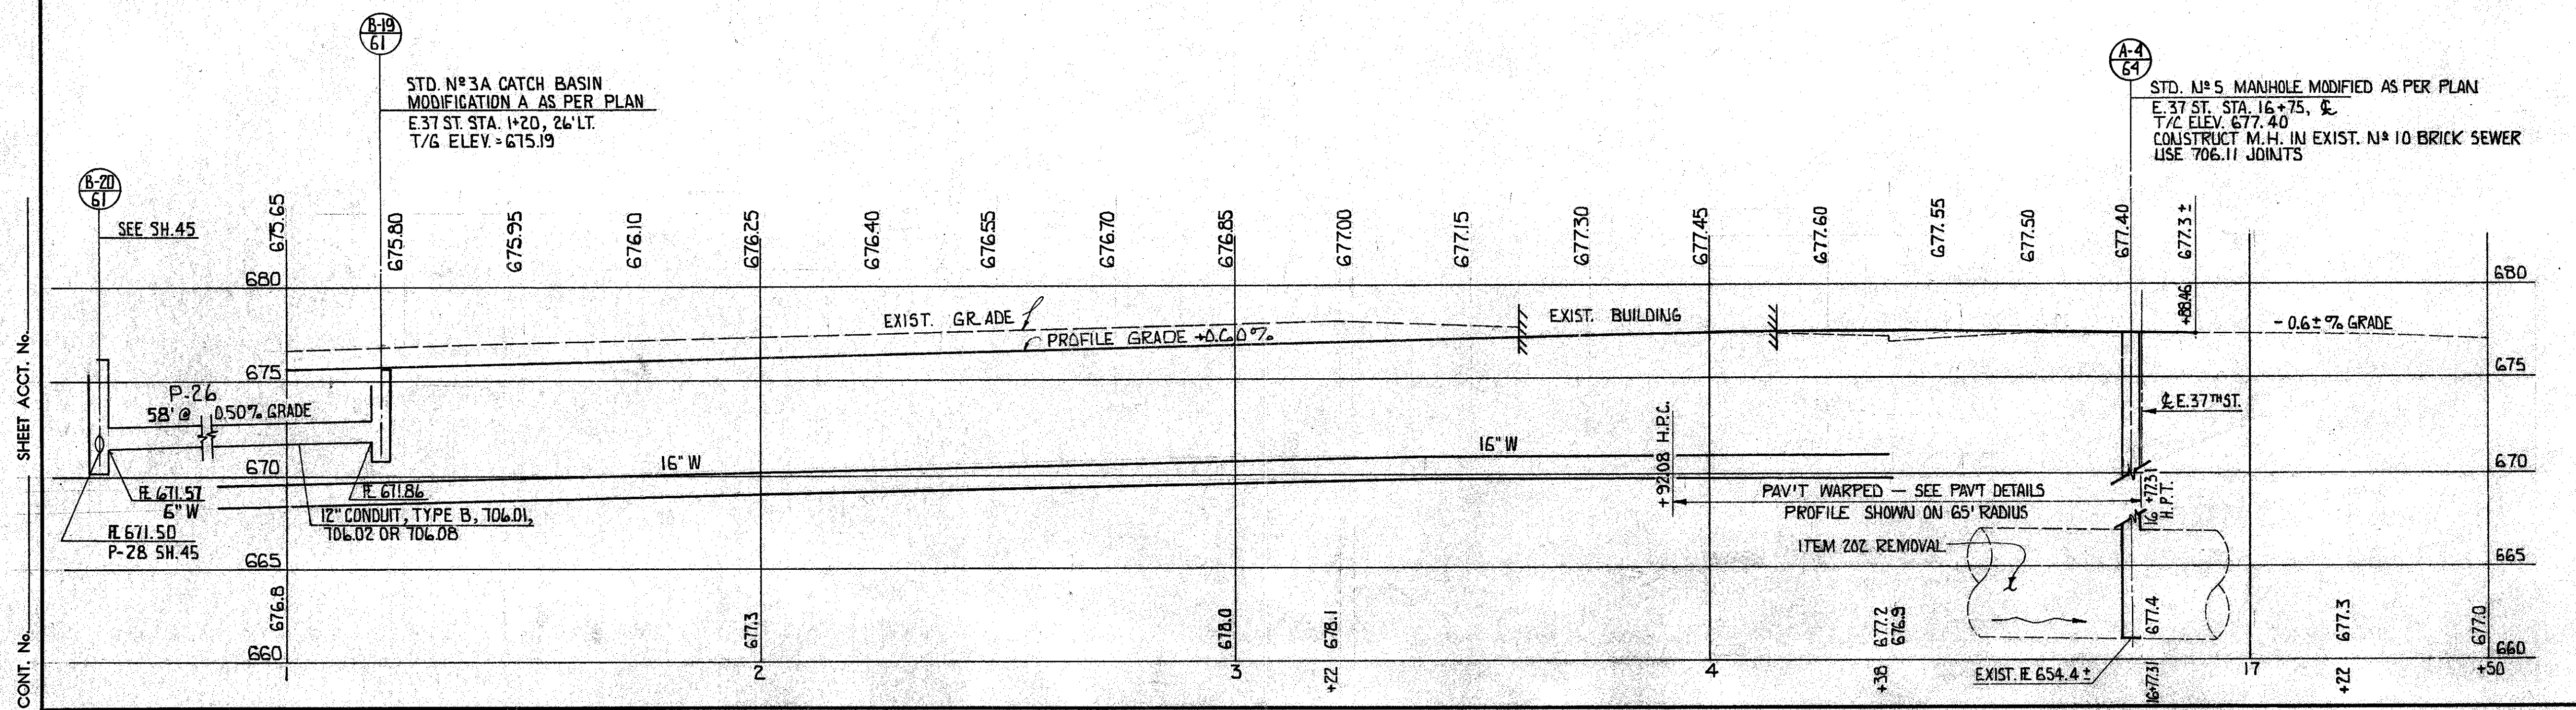 B-19
61
STD. Nº 3A CATCH BASIN
MODIFICATION A AS PER PLAN
E.37 ST. STA. 1+20, 26' LT.
T/G ELEV. = 675.19
A-4
64
STD. Nº 5 MANHOLE MODIFIED AS PER PLAN
E.37 ST. STA. 16+75, ℄
T/C ELEV. 677.40
CONSTRUCT M.H. IN EXIST. Nº 10 BRICK SEWER
USE 706.11 JOINTS
B-20
61
SEE SH.45
675.65
675.80
675.95
676.10
676.25
676.40
676.55
676.70
676.85
677.00
677.15
677.30
677.45
677.60
677.55
677.50
677.40
677.3 ±
+88.46
680
680
EXIST. GRADE
EXIST. BUILDING
PROFILE GRADE +0.60%
- 0.6±% GRADE
675
675
P-26
58' @ 0.50% GRADE
℄ E.37TH ST.
+92.08 H.P.C.
16" W
16" W
670
670
PAV'T WARPED — SEE PAV'T DETAILS
PROFILE SHOWN ON 65' RADIUS
16+77.31
H.P.T.
671.57
6" W
671.86
12" CONDUIT, TYPE B, 706.01,
706.02 OR 706.08
671.50
P-28 SH.45
ITEM 202 REMOVAL
665
665
676.8
677.3
678.0
678.1
677.2
676.9
677.4
677.3
677.0
660
660
1
2
3
+22
4
+38
EXIST. 654.4 ±
16+77.31
17
+22
+50
SHEET ACCT. No.
CONT. No.